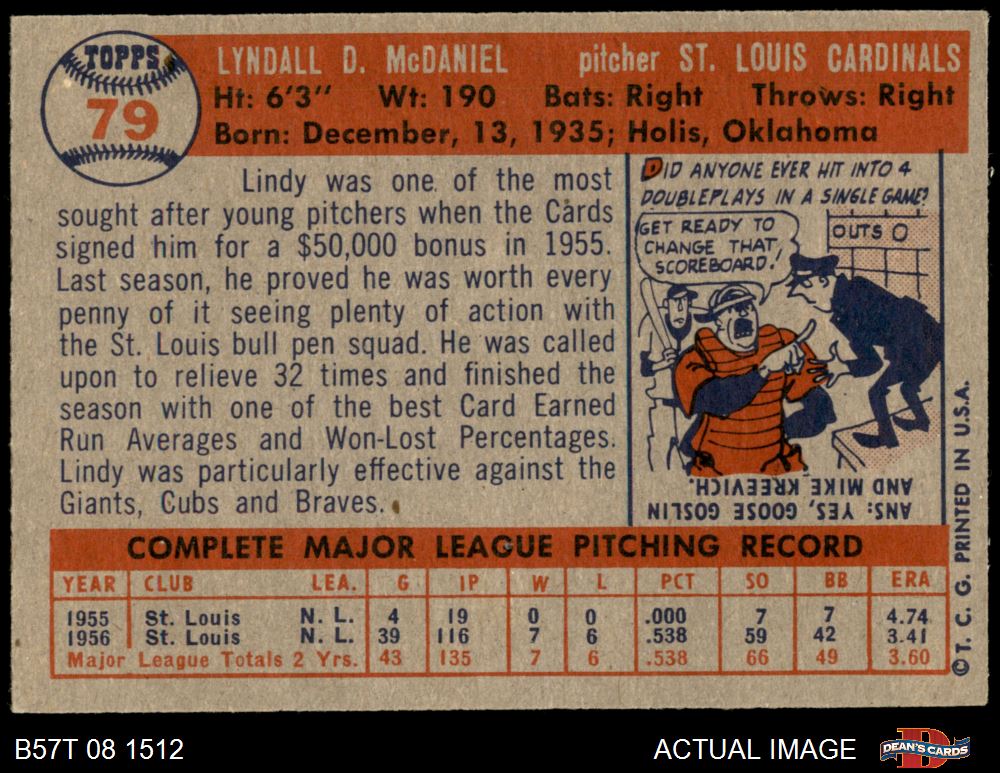 TOPPS
79
LYNDALL D. McDANIEL pitcher ST. LOUIS CARDINALS
Ht: 6'3" Wt: 190 Bats: Right Throws: Right
Born: December, 13, 1935; Holis, Oklahoma
Lindy was one of the most
sought after young pitchers when the Cards
signed him for a $50,000 bonus in 1955.
Last season, he proved he was worth every
penny of it seeing plenty of action with
the St. Louis bull pen squad. He was called
upon to relieve 32 times and finished the
season with one of the best Card Earned
Run Averages and Won-Lost Percentages.
Lindy was particularly effective against the
Giants, Cubs and Braves.
DID ANYONE EVER HIT INTO 4
DOUBLEPLAYS IN A SINGLE GAME?
GET READY TO
CHANGE THAT
SCOREBOARD!
OUTS 0
ANS: YES, GOOSE GOSLIN
AND MIKE KREEVICH.
COMPLETE MAJOR LEAGUE PITCHING RECORD
YEAR CLUB LEA. G IP W L PCT SO BB ERA
1955 St. Louis N. L. 4 19 0 0 .000 7 7 4.74
1956 St. Louis N. L. 39 116 7 6 .538 59 42 3.41
Major League Totals 2 Yrs. 43 135 7 6 .538 66 49 3.60
© T. C. G. PRINTED IN U.S.A.
B57T 08 1512 ACTUAL IMAGE DEAN'S CARDS